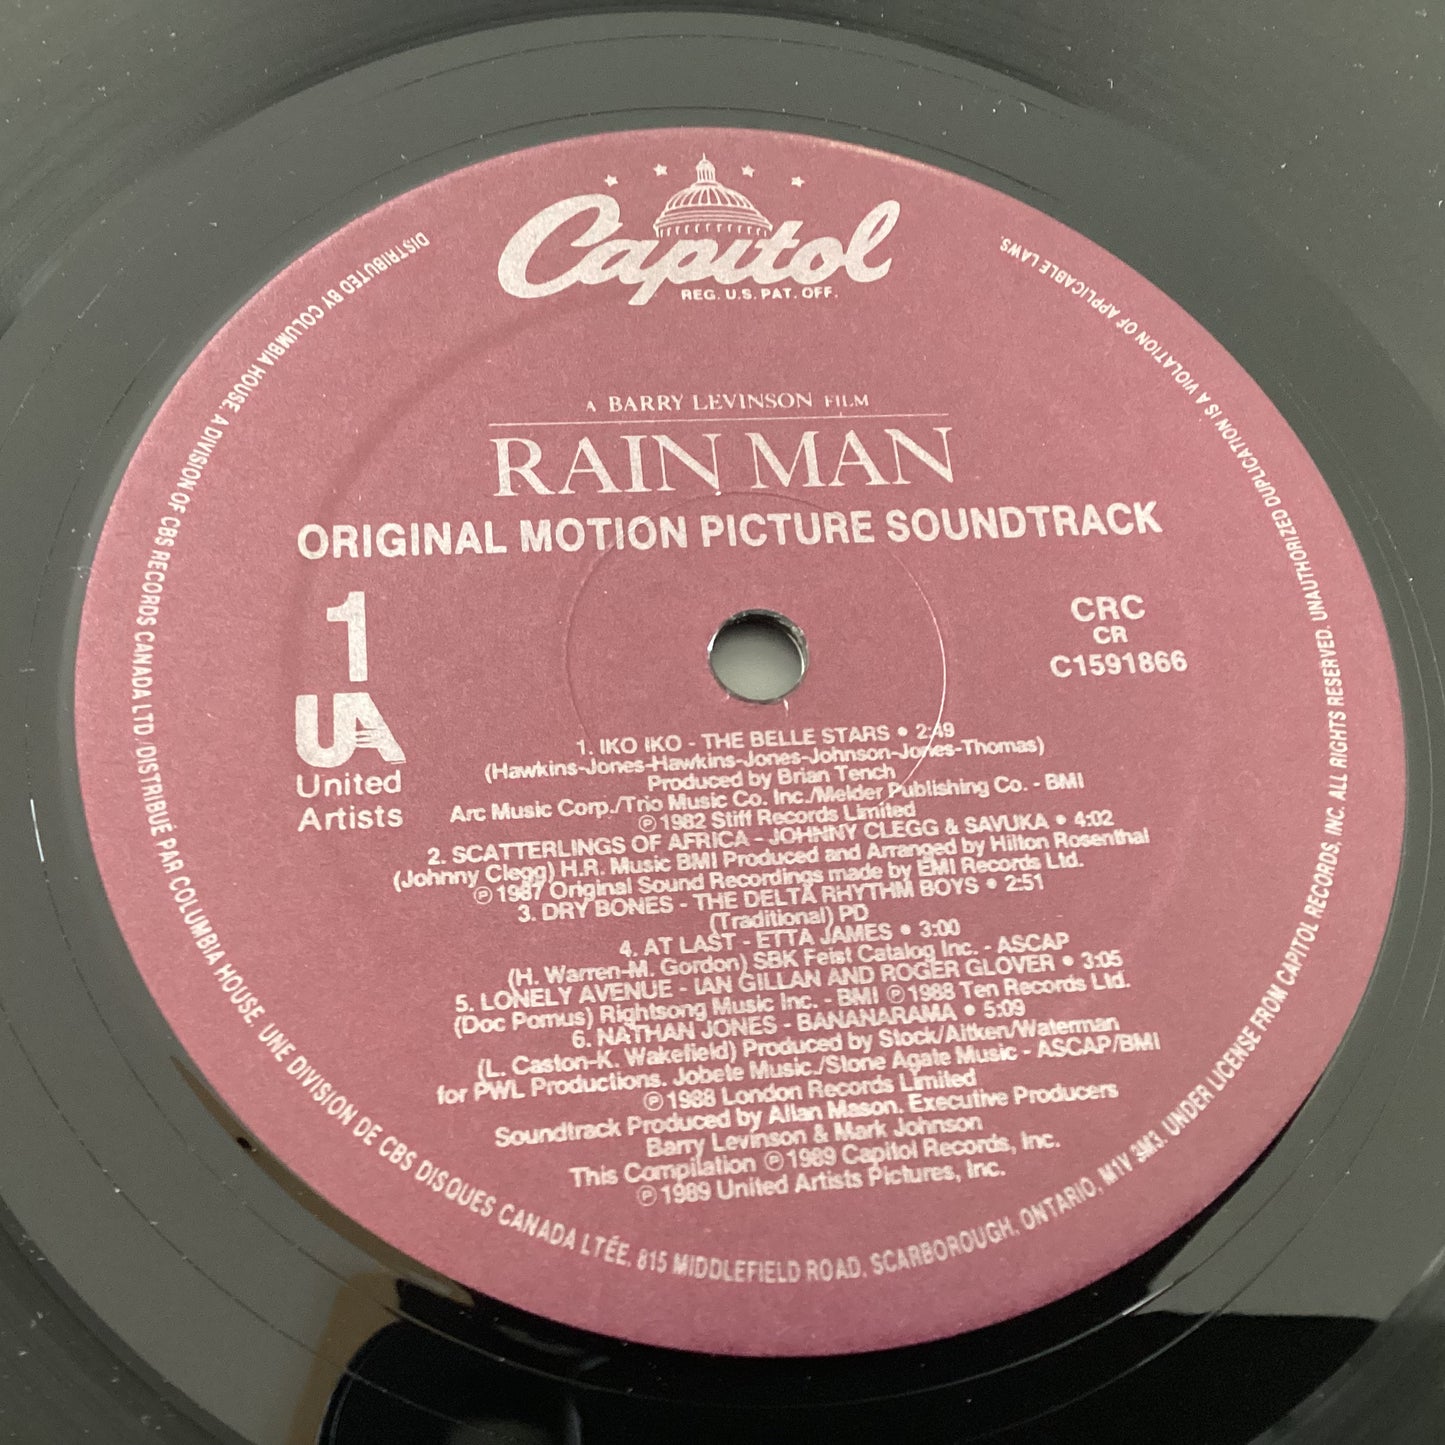 Capitol
REG. U.S. PAT. OFF.
A BARRY LEVINSON FILM
RAIN MAN
ORIGINAL MOTION PICTURE SOUNDTRACK
1
UA
United
Artists
CRC
CR
C1591866
1. IKO IKO - THE BELLE STARS • 2:49
(Hawkins-Jones-Hawkins-Jones-Johnson-Jones-Thomas)
Produced by Brian Tench
Arc Music Corp./Trio Music Co. Inc./Melder Publishing Co. - BMI
℗ 1982 Stiff Records Limited
2. SCATTERLINGS OF AFRICA - JOHNNY CLEGG & SAVUKA • 4:02
(Johnny Clegg) H.R. Music BMI Produced and Arranged by Hilton Rosenthal
℗ 1987 Original Sound Recordings made by EMI Records Ltd.
3. DRY BONES - THE DELTA RHYTHM BOYS • 2:51
(Traditional) PD
4. AT LAST - ETTA JAMES • 3:00
(H. Warren-M. Gordon) SBK Feist Catalog Inc. - ASCAP
5. LONELY AVENUE - IAN GILLAN AND ROGER GLOVER • 3:05
(Doc Pomus) Rightsong Music Inc. - BMI ℗ 1988 Ten Records Ltd.
6. NATHAN JONES - BANANARAMA • 5:09
(L. Caston-K. Wakefield) Produced by Stock/Aitken/Waterman
for PWL Productions. Jobete Music./Stone Agate Music - ASCAP/BMI
℗ 1988 London Records Limited
Soundtrack Produced by Allan Mason. Executive Producers
Barry Levinson & Mark Johnson
This Compilation ℗ 1989 Capitol Records, Inc.
℗ 1989 United Artists Pictures, Inc.
DISTRIBUTED BY COLUMBIA HOUSE, A DIVISION OF CBS RECORDS CANADA LTD./DISTRIBUÉ PAR COLUMBIA HOUSE, UNE DIVISION DE CBS DISQUES CANADA LTÉE, 815 MIDDLEFIELD ROAD, SCARBOROUGH, ONTARIO, M1V 3M3. UNDER LICENSE FROM CAPITOL RECORDS, INC. ALL RIGHTS RESERVED. UNAUTHORIZED DUPLICATION IS A VIOLATION OF APPLICABLE LAWS.